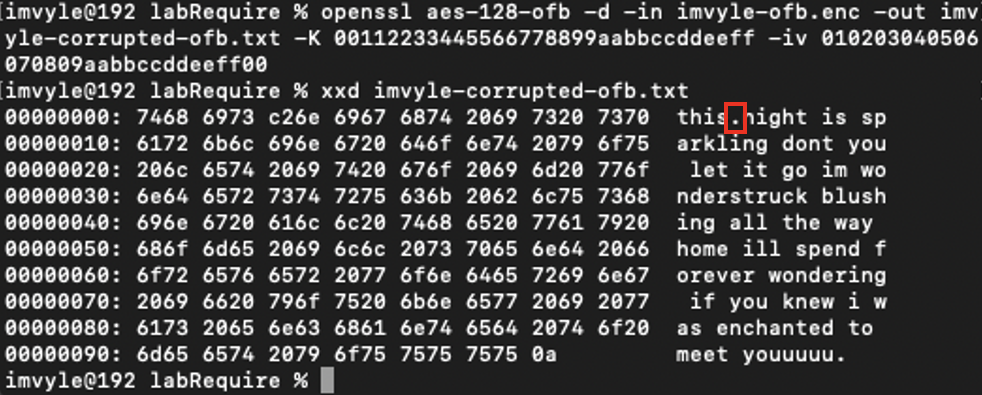 [imvyle@192 labRequire % openssl aes-128-ofb -d -in imvyle-ofb.enc -out imv
yle-corrupted-ofb.txt -K 00112233445566778899aabbccddeeff -iv 010203040506
070809aabbccddeeff00
[imvyle@192 labRequire % xxd imvyle-corrupted-ofb.txt
00000000: 7468 6973 c26e 6967 6874 2069 7320 7370  this.night is sp
00000010: 6172 6b6c 696e 6720 646f 6e74 2079 6f75  arkling dont you
00000020: 206c 6574 2069 7420 676f 2069 6d20 776f   let it go im wo
00000030: 6e64 6572 7374 7275 636b 2062 6c75 7368  nderstruck blush
00000040: 696e 6720 616c 6c20 7468 6520 7761 7920  ing all the way
00000050: 686f 6d65 2069 6c6c 2073 7065 6e64 2066  home ill spend f
00000060: 6f72 6576 6572 2077 6f6e 6465 7269 6e67  orever wondering
00000070: 2069 6620 796f 7520 6b6e 6577 2069 2077   if you knew i w
00000080: 6173 2065 6e63 6861 6e74 6564 2074 6f20  as enchanted to
00000090: 6d65 6574 2079 6f75 7575 7575 0a         meet youuuuu.
imvyle@192 labRequire %